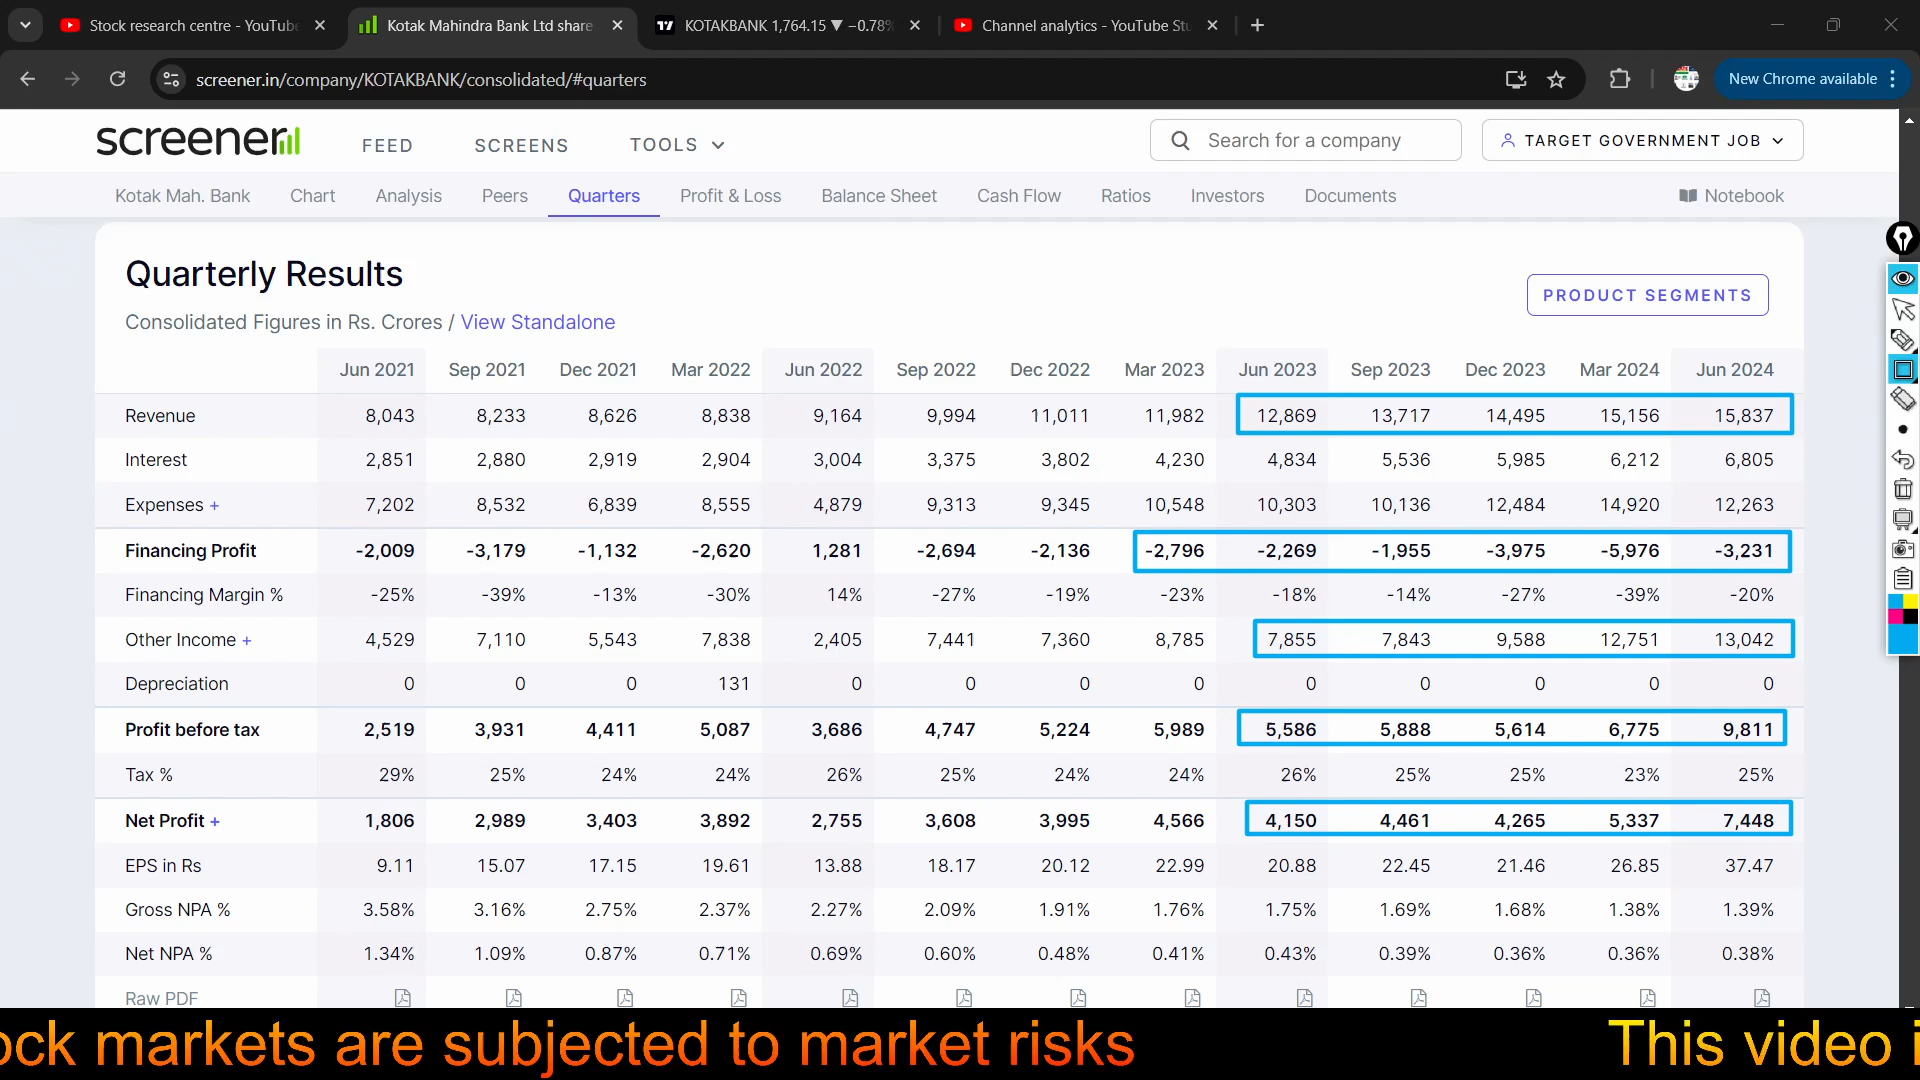 Stock research centre - YouTube
Kotak Mahindra Bank Ltd share
KOTAKBANK 1,764.15 ▼ −0.78%
Channel analytics - YouTube Stu
screener.in/company/KOTAKBANK/consolidated/#quarters
New Chrome available
screener
FEED SCREENS TOOLS
Search for a company
TARGET GOVERNMENT JOB
Kotak Mah. Bank Chart Analysis Peers Quarters Profit & Loss Balance Sheet Cash Flow Ratios Investors Documents Notebook
Quarterly Results
PRODUCT SEGMENTS
Consolidated Figures in Rs. Crores / View Standalone
Jun 2021 Sep 2021 Dec 2021 Mar 2022 Jun 2022 Sep 2022 Dec 2022 Mar 2023 Jun 2023 Sep 2023 Dec 2023 Mar 2024 Jun 2024
Revenue 8,043 8,233 8,626 8,838 9,164 9,994 11,011 11,982 12,869 13,717 14,495 15,156 15,837
Interest 2,851 2,880 2,919 2,904 3,004 3,375 3,802 4,230 4,834 5,536 5,985 6,212 6,805
Expenses + 7,202 8,532 6,839 8,555 4,879 9,313 9,345 10,548 10,303 10,136 12,484 14,920 12,263
Financing Profit -2,009 -3,179 -1,132 -2,620 1,281 -2,694 -2,136 -2,796 -2,269 -1,955 -3,975 -5,976 -3,231
Financing Margin % -25% -39% -13% -30% 14% -27% -19% -23% -18% -14% -27% -39% -20%
Other Income + 4,529 7,110 5,543 7,838 2,405 7,441 7,360 8,785 7,855 7,843 9,588 12,751 13,042
Depreciation 0 0 0 131 0 0 0 0 0 0 0 0 0
Profit before tax 2,519 3,931 4,411 5,087 3,686 4,747 5,224 5,989 5,586 5,888 5,614 6,775 9,811
Tax % 29% 25% 24% 24% 26% 25% 24% 24% 26% 25% 25% 23% 25%
Net Profit + 1,806 2,989 3,403 3,892 2,755 3,608 3,995 4,566 4,150 4,461 4,265 5,337 7,448
EPS in Rs 9.11 15.07 17.15 19.61 13.88 18.17 20.12 22.99 20.88 22.45 21.46 26.85 37.47
Gross NPA % 3.58% 3.16% 2.75% 2.37% 2.27% 2.09% 1.91% 1.76% 1.75% 1.69% 1.68% 1.38% 1.39%
Net NPA % 1.34% 1.09% 0.87% 0.71% 0.69% 0.60% 0.48% 0.41% 0.43% 0.39% 0.36% 0.36% 0.38%
Raw PDF
ock markets are subjected to market risks This video i